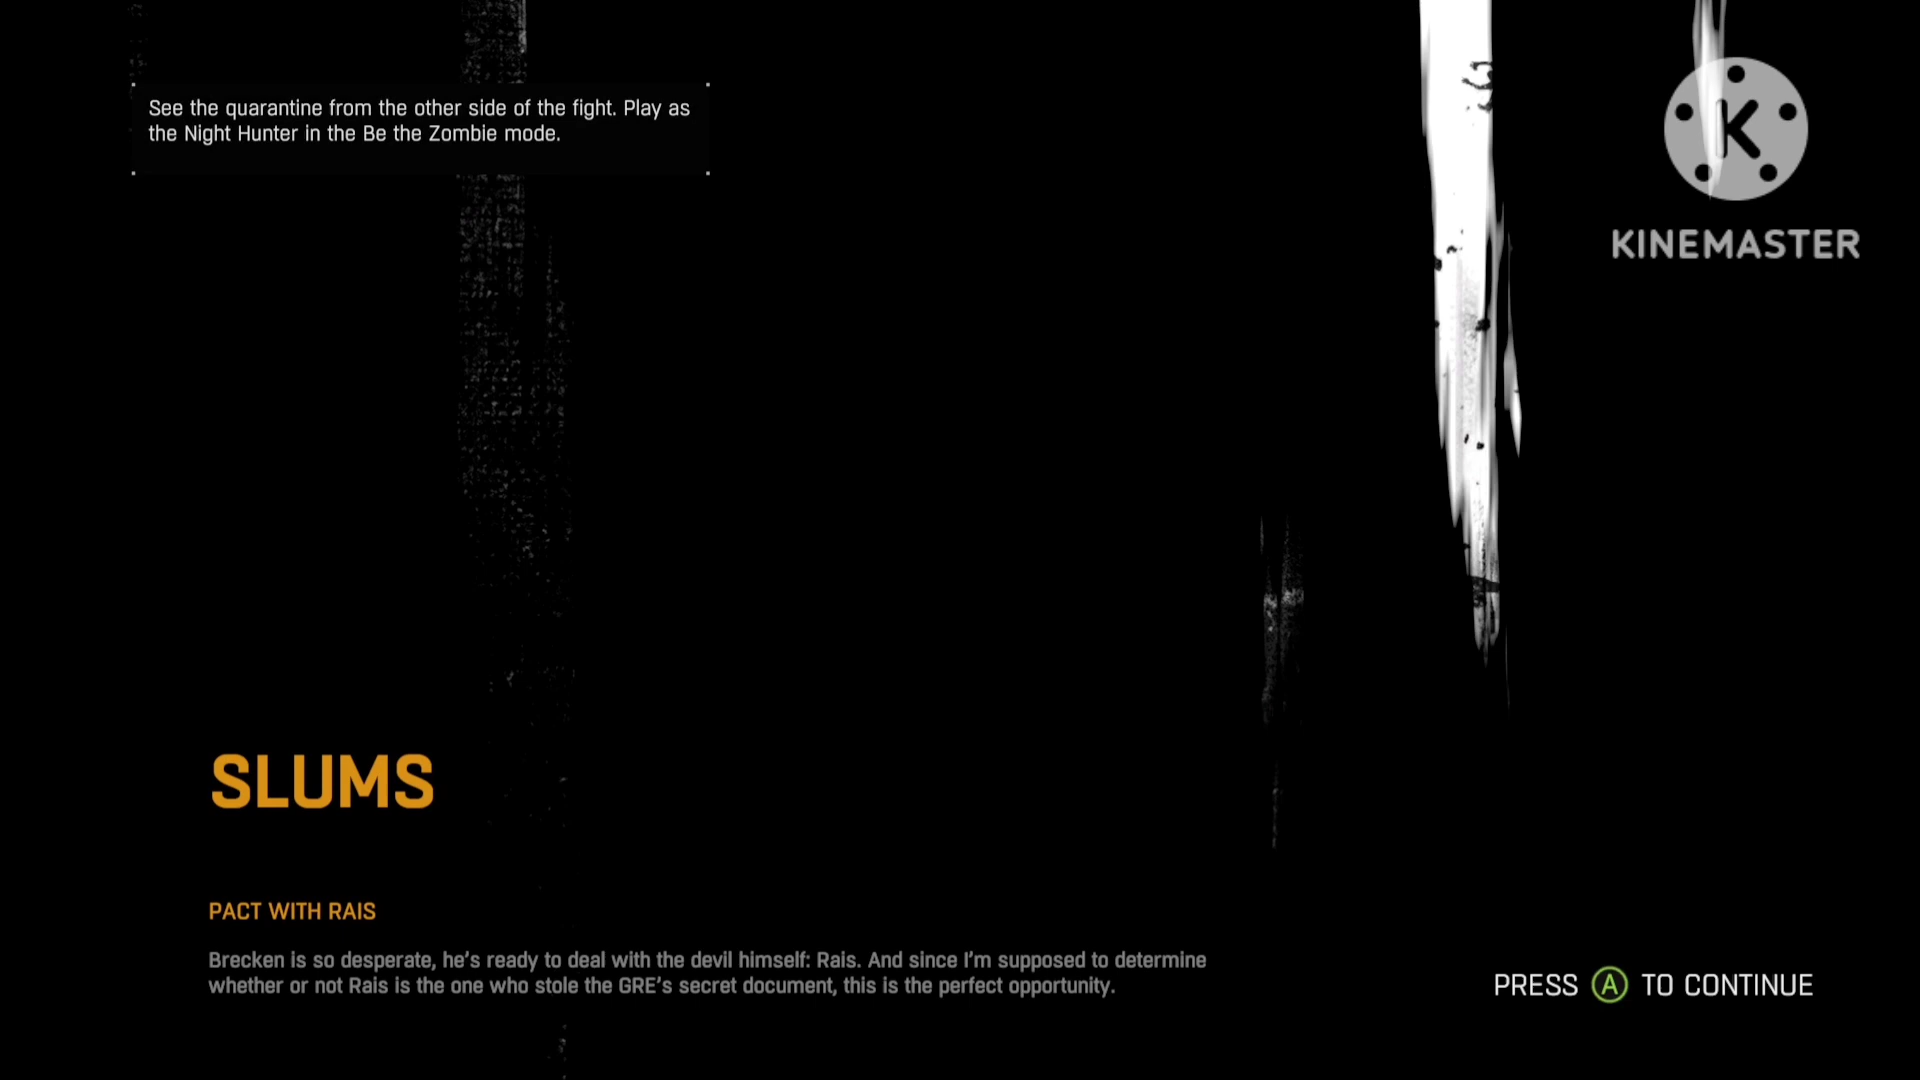 See the quarantine from the other side of the fight. Play as
the Night Hunter in the Be the Zombie mode.
K
KINEMASTER
SLUMS
PACT WITH RAIS
Brecken is so desperate, he's ready to deal with the devil himself: Rais. And since I'm supposed to determine
whether or not Rais is the one who stole the GRE's secret document, this is the perfect opportunity.
PRESS A TO CONTINUE